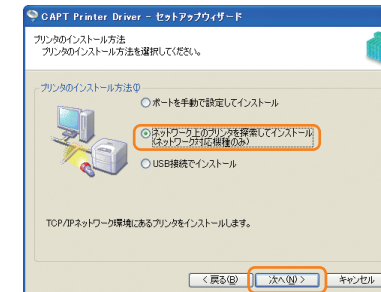 CAPT Printer Driver - セットアップウィザード
プリンタのインストール方法
プリンタのインストール方法を選択してください。
プリンタのインストール方法(I)
ポートを手動で設定してインストール
ネットワーク上のプリンタを探索してインストール
(ネットワーク対応機種のみ)
USB接続でインストール
TCP/IPネットワーク環境にあるプリンタをインストールします。
< 戻る(B)
次へ(N) >
キャンセル